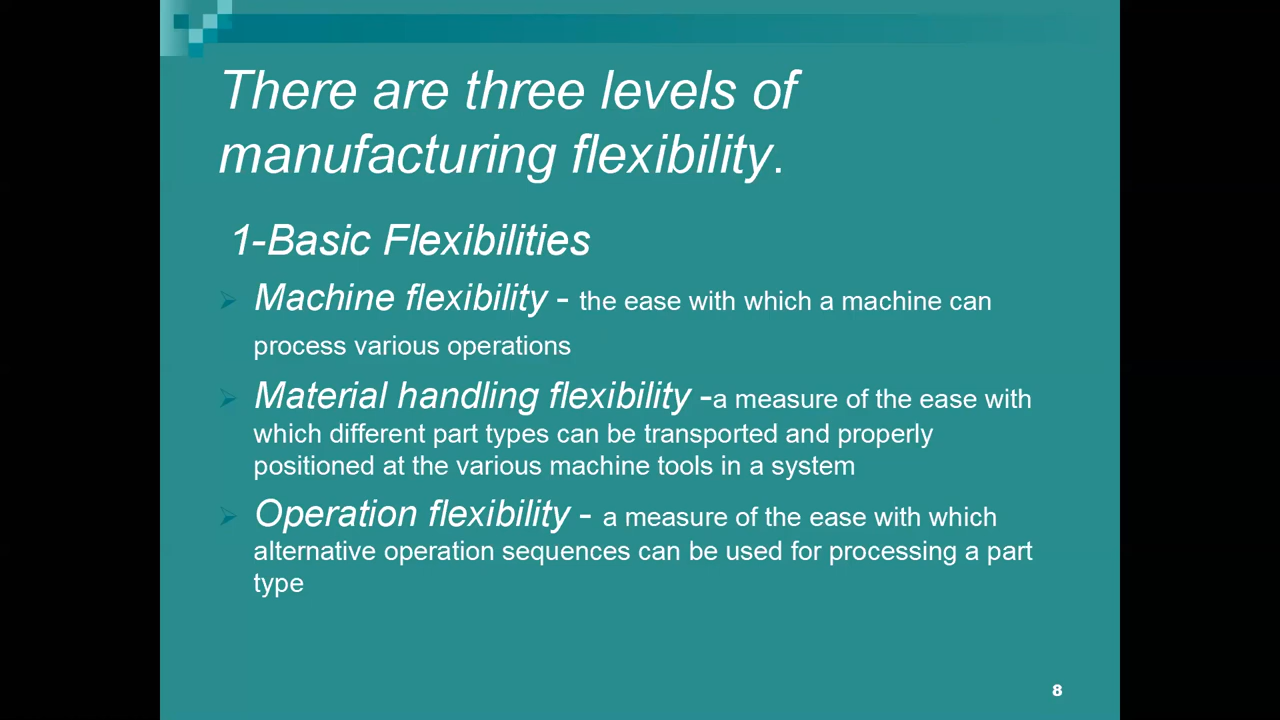 There are three levels of
manufacturing flexibility.
1-Basic Flexibilities
Machine flexibility - the ease with which a machine can
process various operations
Material handling flexibility -a measure of the ease with
which different part types can be transported and properly
positioned at the various machine tools in a system
Operation flexibility - a measure of the ease with which
alternative operation sequences can be used for processing a part
type
8